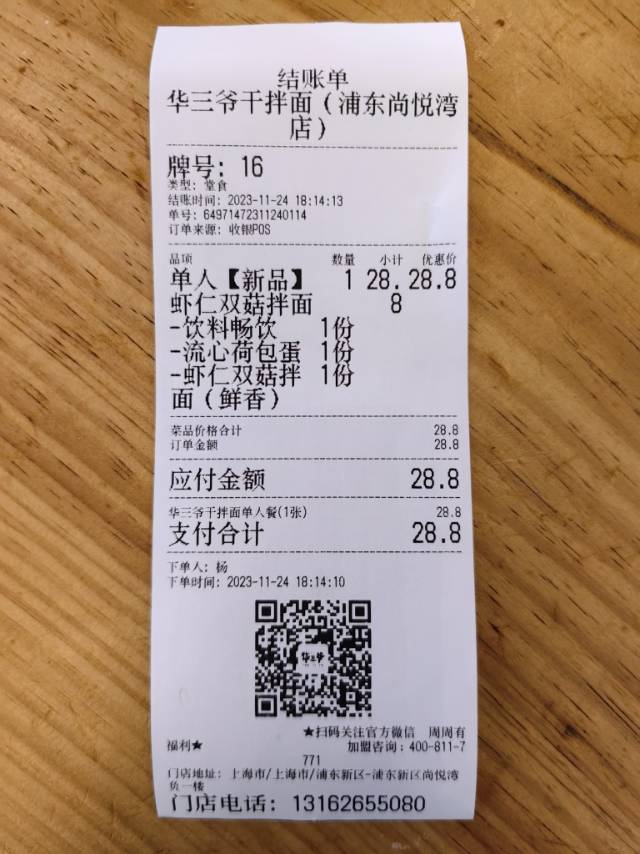 结账单
华三爷干拌面（浦东尚悦湾
店）
牌号: 16
类型: 堂食
结账时间: 2023-11-24 18:14:13
单号: 64971472311240114
订单来源: 收银POS
品项 数量 小计 优惠价
单人【新品】 1 28. 28.8
虾仁双菇拌面 8
-饮料畅饮 1份
-流心荷包蛋 1份
-虾仁双菇拌 1份
面（鲜香）
菜品价格合计 28.8
订单金额 28.8
应付金额 28.8
华三爷干拌面单人餐(1张) 28.8
支付合计 28.8
下单人: 杨
下单时间: 2023-11-24 18:14:10
华三爷
★扫码关注官方微信 周周有
福利★ 加盟咨询: 400-811-7
771
门店地址: 上海市/上海市/浦东新区-浦东新区尚悦湾
负一楼
门店电话: 13162655080